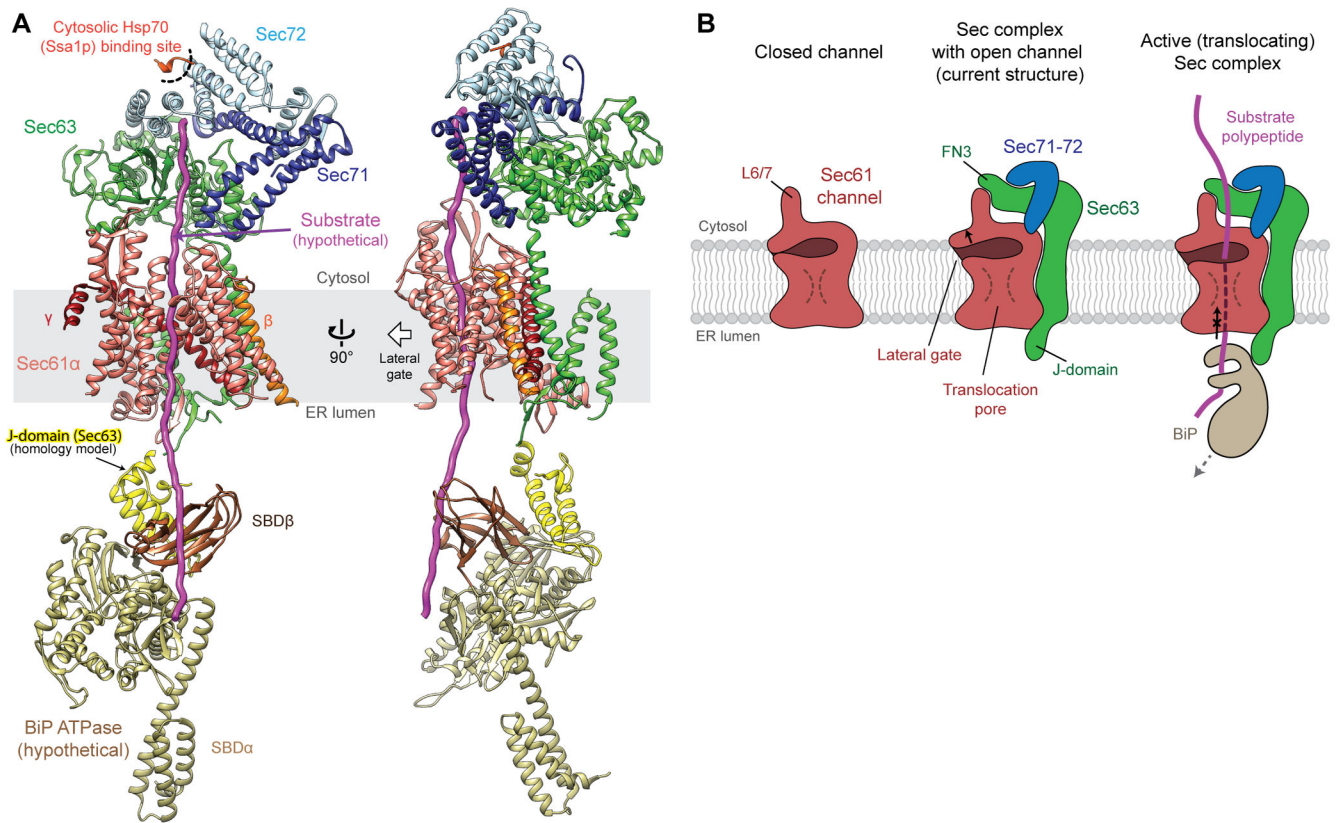 A
Cytosolic Hsp70
(Ssa1p) binding site
Sec72
Sec63
Sec71
Substrate
(hypothetical)
Cytosol
γ
β
Sec61α
90°
Lateral
gate
ER lumen
J-domain (Sec63)
(homology model)
SBDβ
BiP ATPase
(hypothetical)
SBDα
B
Closed channel
Sec complex
with open channel
(current structure)
Active (translocating)
Sec complex
Substrate
polypeptide
L6/7
Sec61
channel
FN3
Sec71-72
Sec63
Cytosol
ER lumen
Lateral gate
Translocation
pore
J-domain
BiP